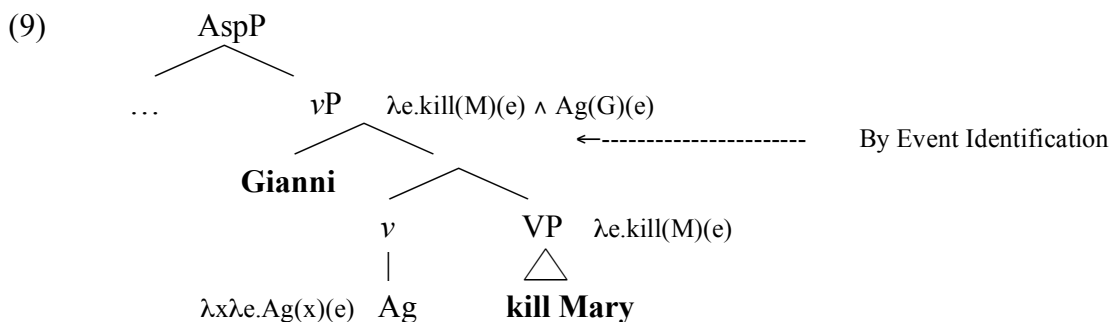 (9) AspP
… vP λe.kill(M)(e) ∧ Ag(G)(e)
←---------------------- By Event Identification
Gianni
v VP λe.kill(M)(e)
λxλe.Ag(x)(e) Ag kill Mary